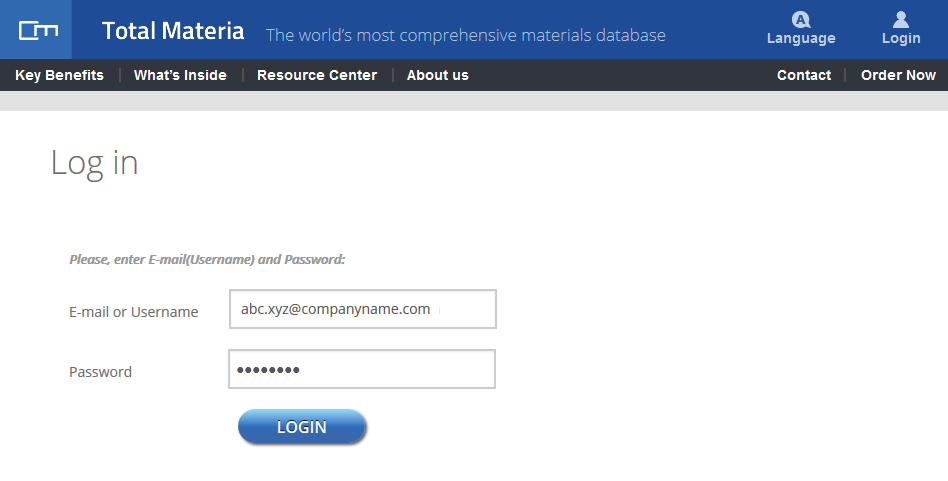 Total Materia The world's most comprehensive materials database
A
Language Login
Key Benefits What's Inside Resource Center About us Contact Order Now
Log in
Please, enter E-mail(Username) and Password:
E-mail or Username abc.xyz@companyname.com
Password ••••••••
LOGIN